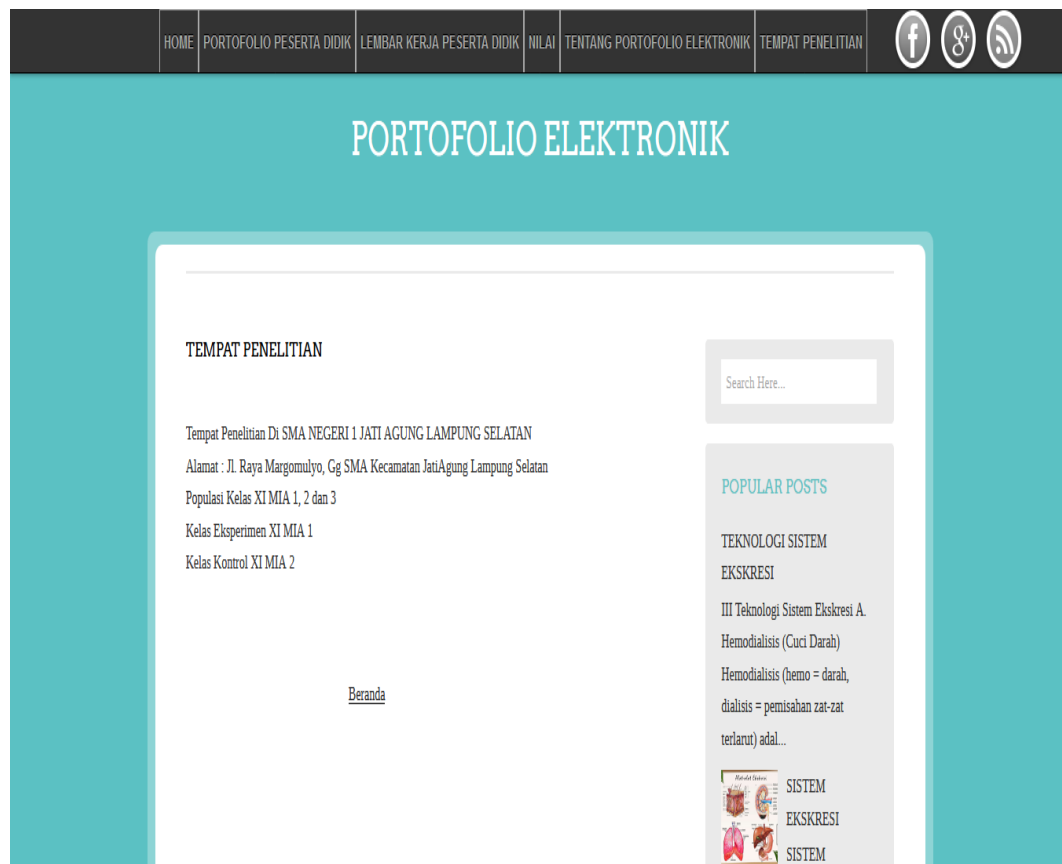 HOME PORTOFOLIO PESERTA DIDIK LEMBAR KERJA PESERTA DIDIK NILAI TENTANG PORTOFOLIO ELEKTRONIK TEMPAT PENELITIAN
PORTOFOLIO ELEKTRONIK
TEMPAT PENELITIAN
Tempat Penelitian Di SMA NEGERI 1 JATI AGUNG LAMPUNG SELATAN
Alamat : Jl. Raya Margomulyo, Gg SMA Kecamatan JatiAgung Lampung Selatan
Populasi Kelas XI MIA 1, 2 dan 3
Kelas Eksperimen XI MIA 1
Kelas Kontrol XI MIA 2
Beranda
Search Here...
POPULAR POSTS
TEKNOLOGI SISTEM
EKSKRESI
III Teknologi Sistem Ekskresi A.
Hemodialisis (Cuci Darah)
Hemodialisis (hemo = darah,
dialisis = pemisahan zat-zat
terlarut) adal...
SISTEM
EKSKRESI
SISTEM